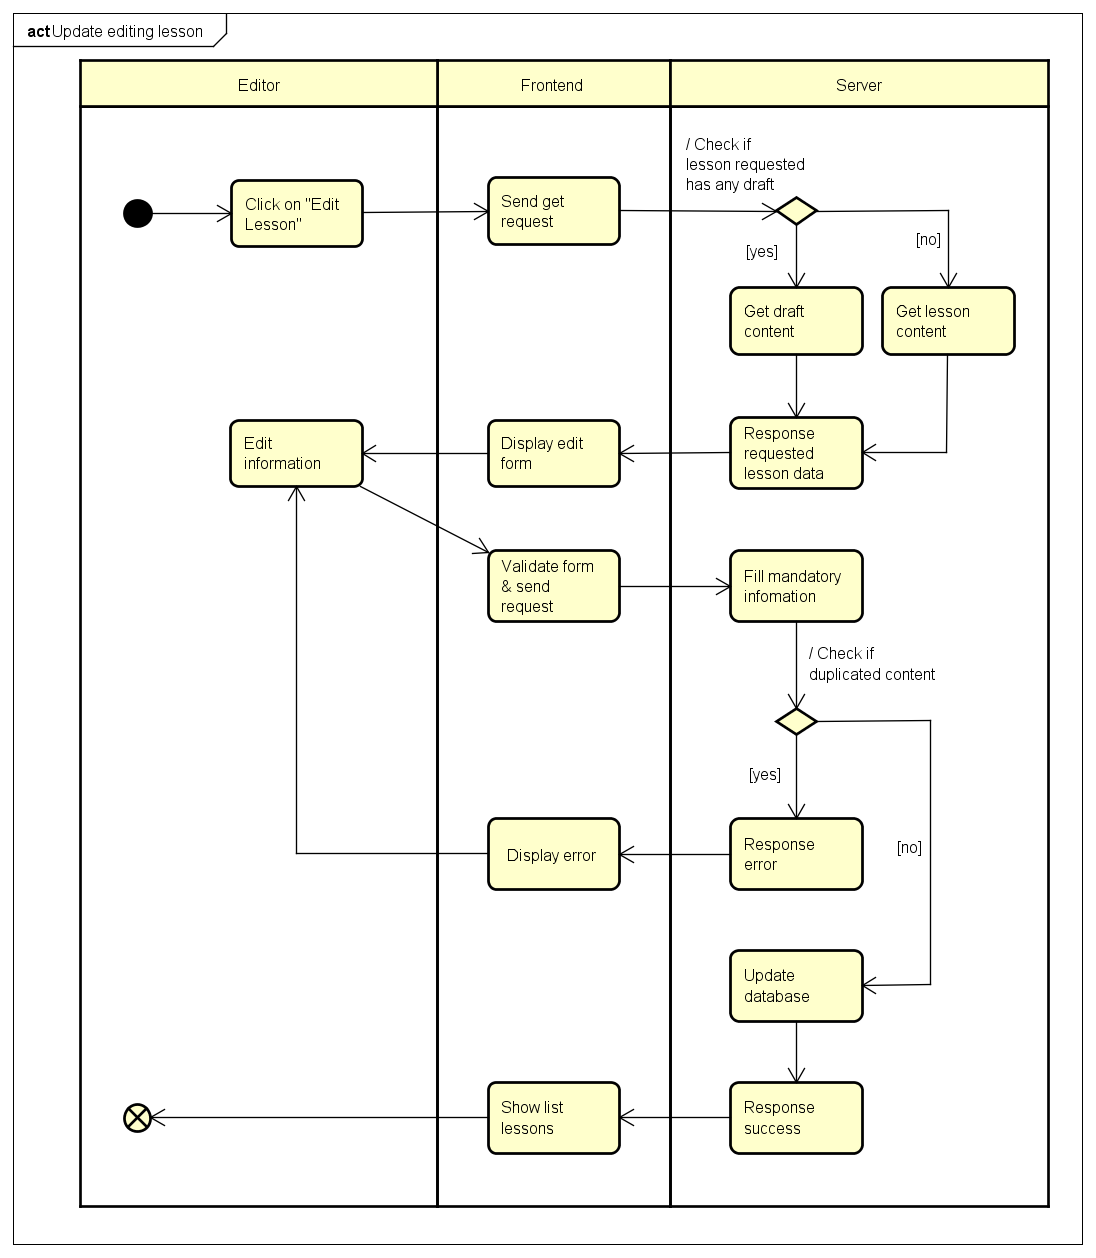 act Update editing lesson
Editor
Frontend
Server
/ Check if
lesson requested
has any draft
Click on "Edit
Lesson"
Send get
request
[yes]
[no]
Get draft
content
Get lesson
content
Edit
information
Display edit
form
Response
requested
lesson data
Validate form
& send
request
Fill mandatory
infomation
/ Check if
duplicated content
[yes]
[no]
Display error
Response
error
Update
database
Show list
lessons
Response
success